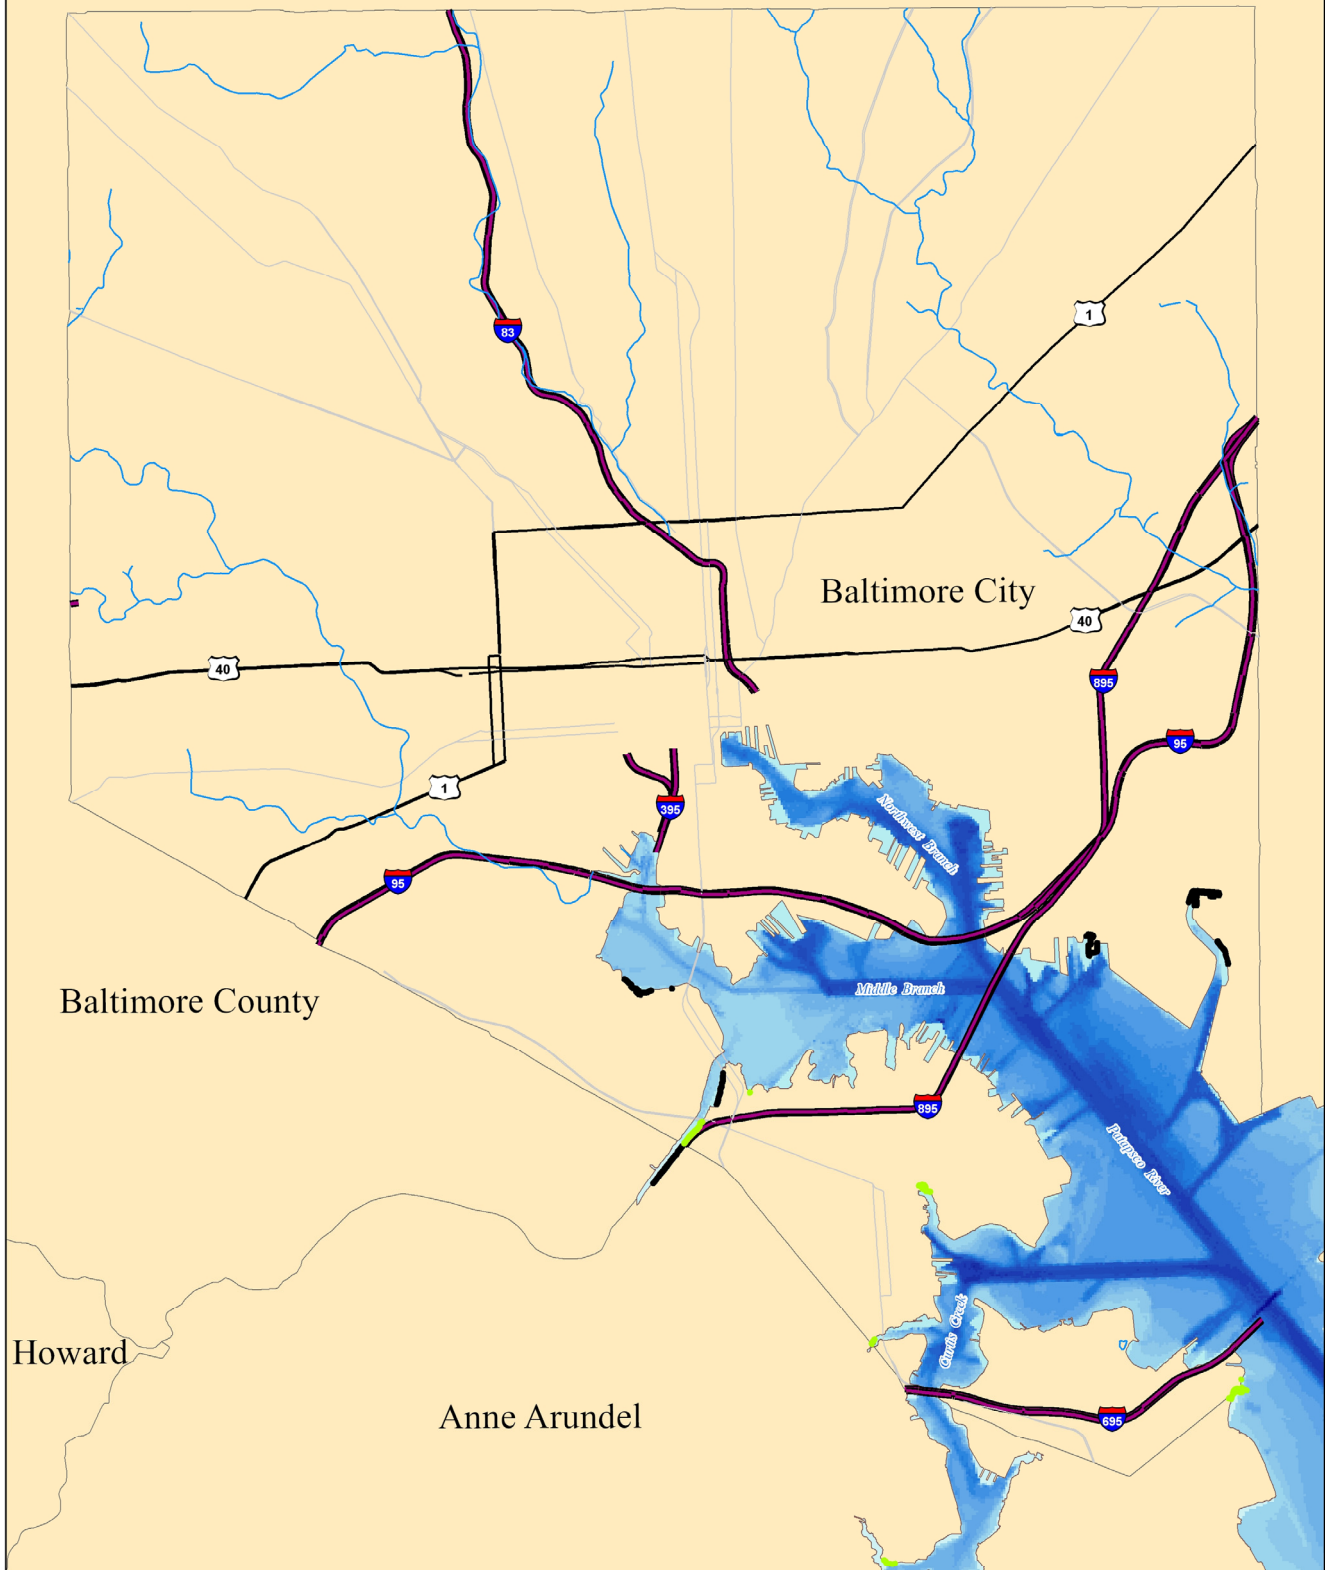 83
1
Baltimore City
40
40
895
95
1
395
Northwest Branch
95
Middle Branch
Baltimore County
895
Patapsco River
Curtis Creek
Howard
Anne Arundel
695